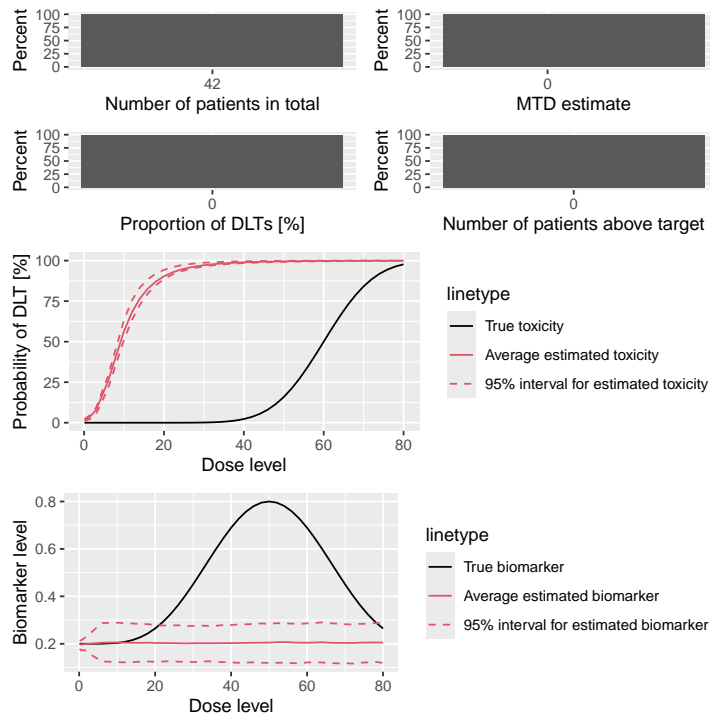 Percent
100
75
50
25
0
42
Number of patients in total
Percent
100
75
50
25
0
0
MTD estimate
Percent
100
75
50
25
0
0
Proportion of DLTs [%]
Percent
100
75
50
25
0
0
Number of patients above target
Probability of DLT [%]
100
75
50
25
0
0 20 40 60 80
Dose level
linetype
True toxicity
Average estimated toxicity
95% interval for estimated toxicity
Biomarker level
0.8
0.6
0.4
0.2
0 20 40 60 80
Dose level
linetype
True biomarker
Average estimated biomarker
95% interval for estimated biomarker